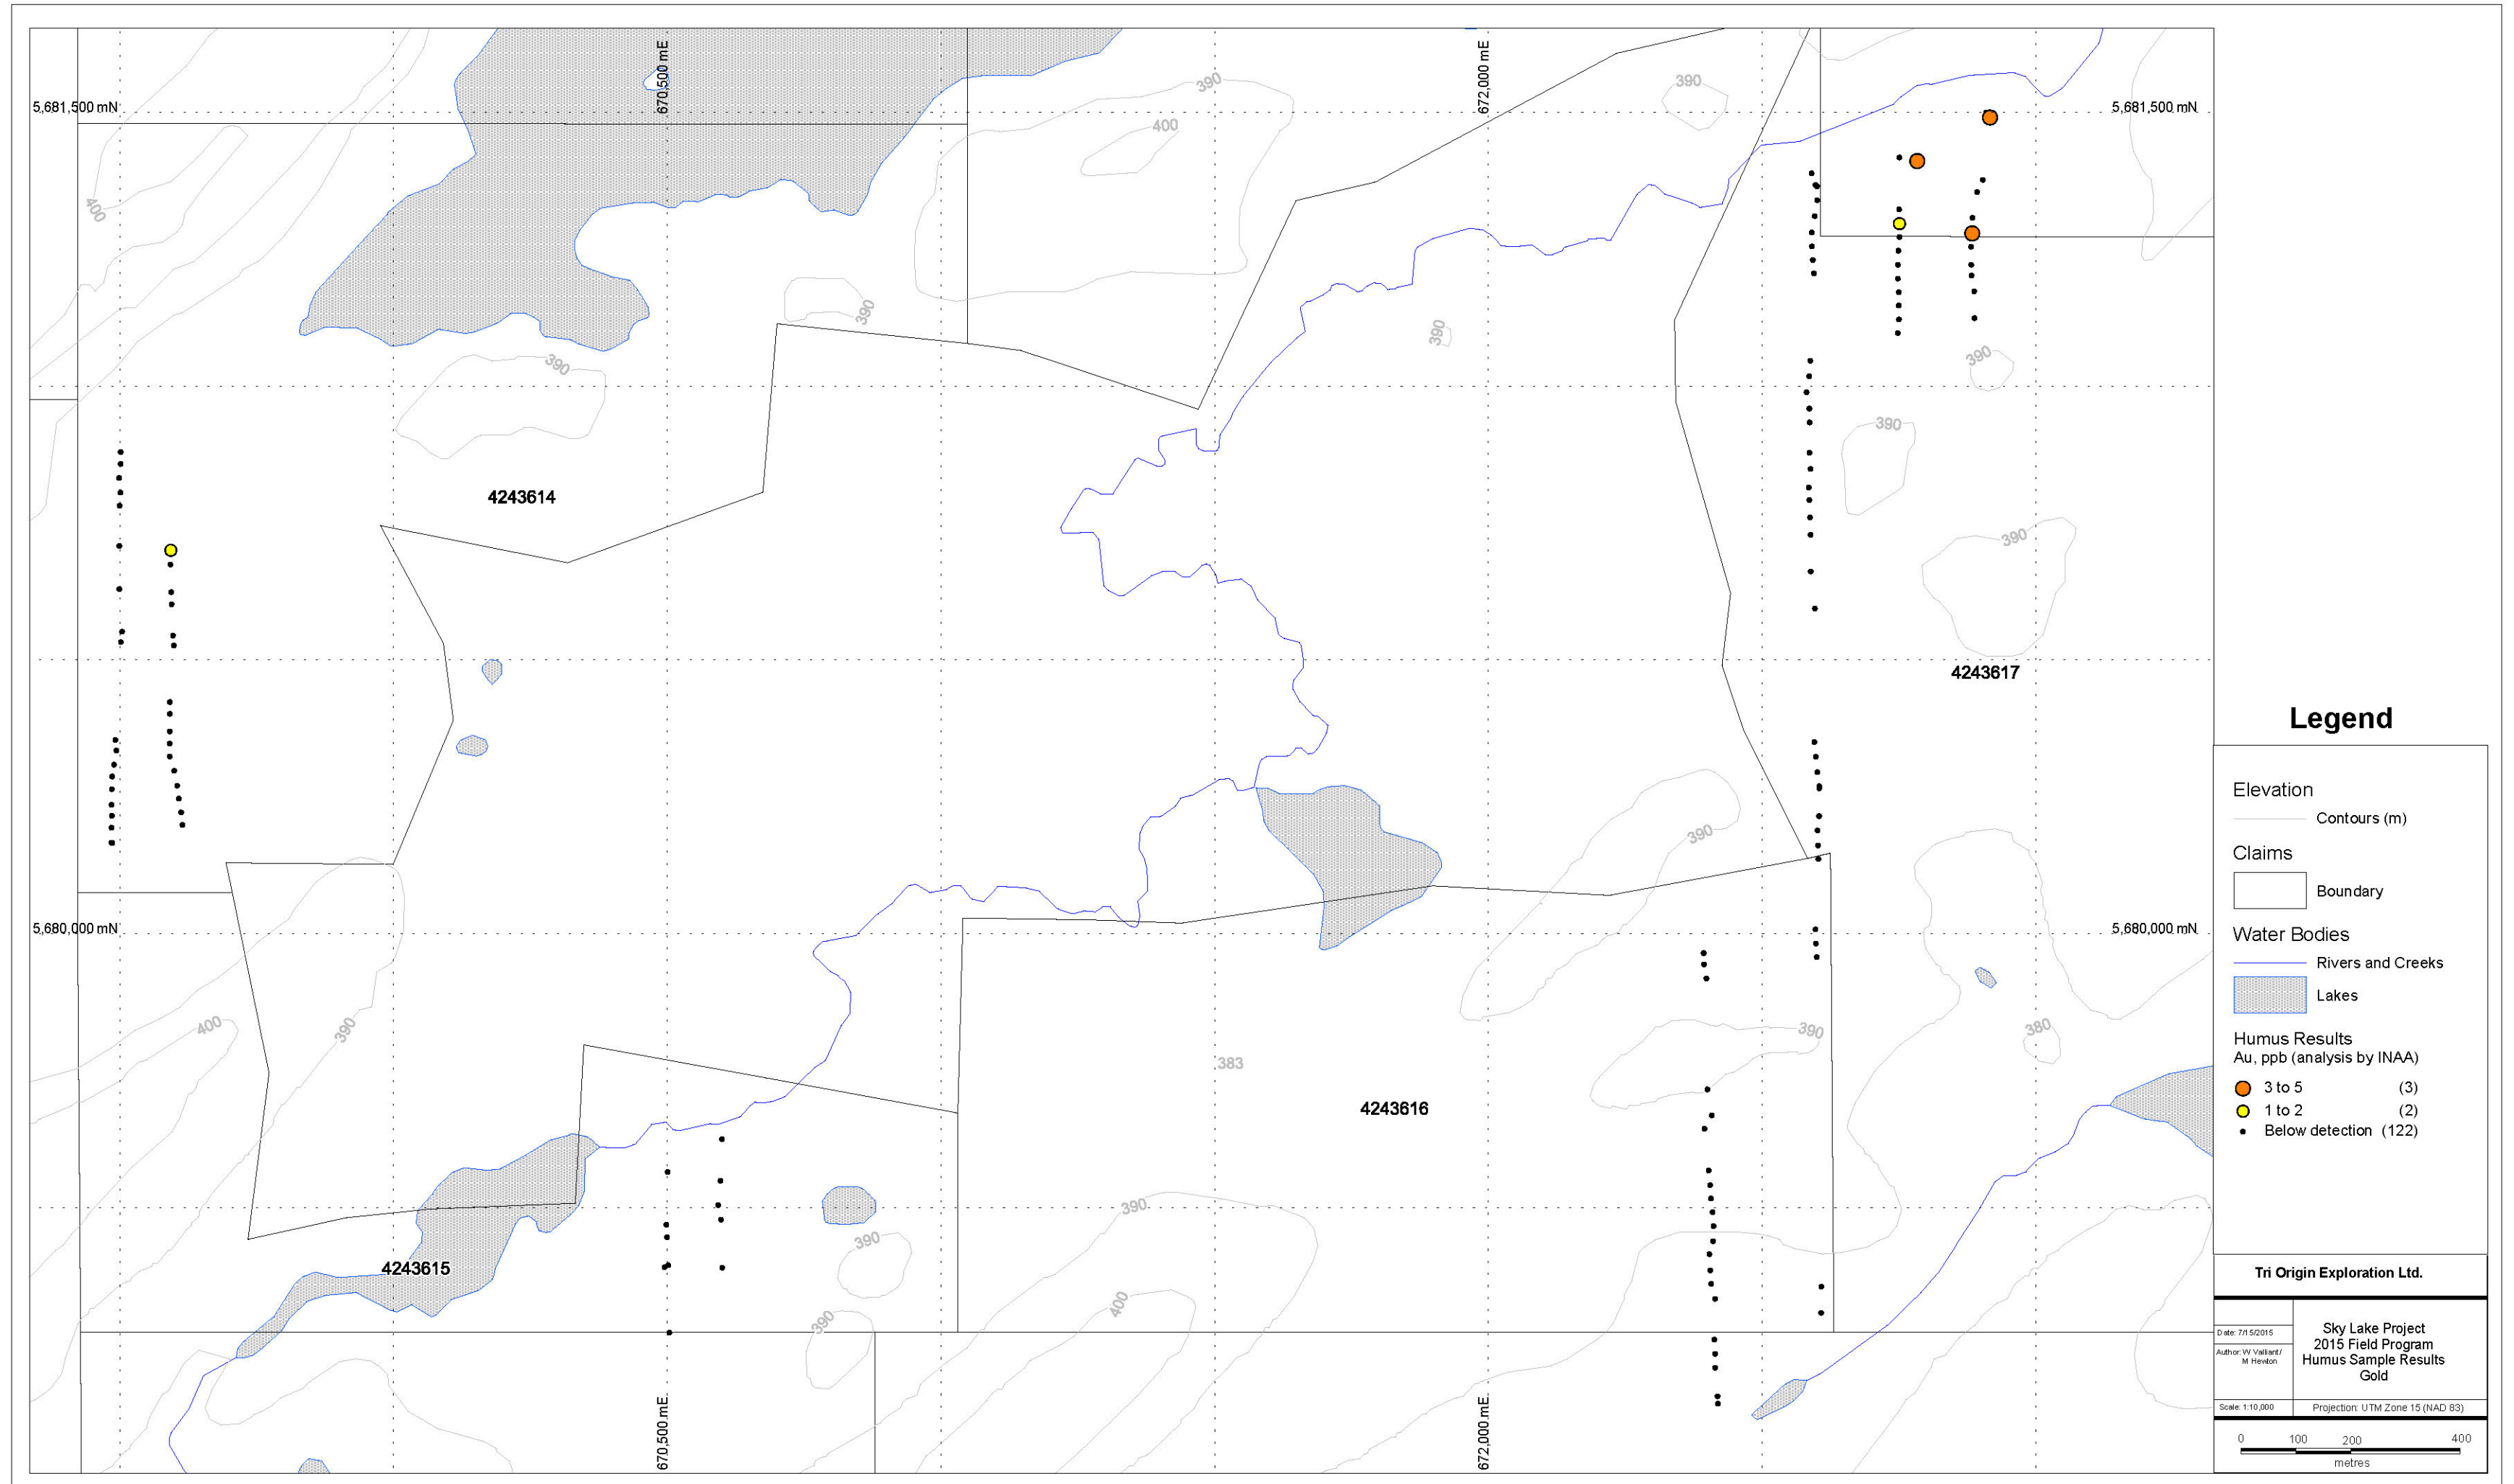 670,500 mE
672,000 mE
5,681,500 mN
5,681,500 mN
390
390
400
400
390
390
390
390
390
4243614
390
4243617
390
5,680,000 mN
5,680,000 mN
400
390
390
380
383
4243616
390
390
4243615
400
390
670,500 mE
672,000 mE
Legend
Elevation
Contours (m)
Claims
Boundary
Water Bodies
Rivers and Creeks
Lakes
Humus Results
Au, ppb (analysis by INAA)
3 to 5 (3)
1 to 2 (2)
Below detection (122)
Tri Origin Exploration Ltd.
Date: 7/15/2015
Author: W Valliant/
M Hewton
Sky Lake Project
2015 Field Program
Humus Sample Results
Gold
Scale: 1:10,000
Projection: UTM Zone 15 (NAD 83)
0 100 200 400
metres